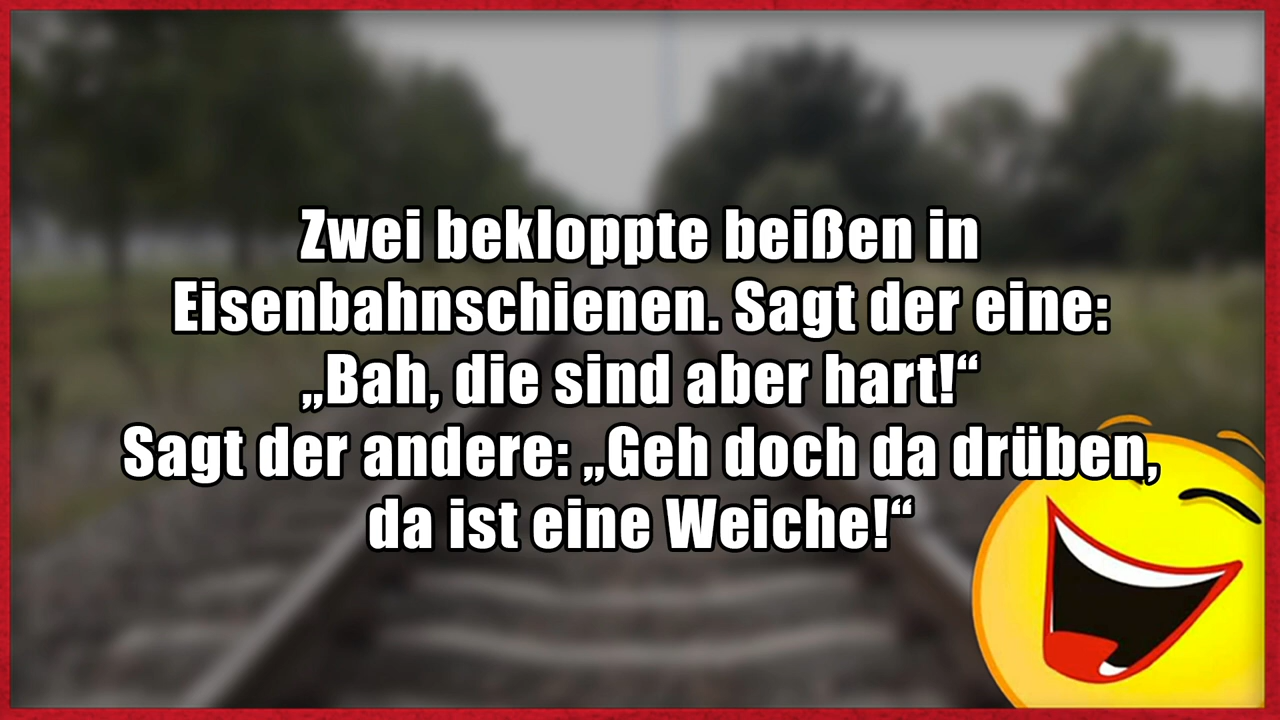 Zwei bekloppte beißen in
Eisenbahnschienen. Sagt der eine:
„Bah, die sind aber hart!“
Sagt der andere: „Geh doch da drüben,
da ist eine Weiche!“